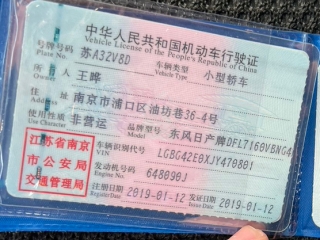 中华人民共和国机动车行驶证
Vehicle License of the People's Republic of China
号牌号码 苏A32V8D 车辆类型 小型轿车
Plate No. Vehicle Type
所有人 王晔
Owner
住址 南京市浦口区油坊巷36-4号
Address
使用性质 非营运 品牌型号 东风日产牌DFL7160VBNG4
Use Character Model
江苏省南京市公安局交通管理局
车辆识别代号 LGBG42E0XJY470801
VIN
发动机号码 648090J
Engine No.
注册日期 2019-01-12 发证日期 2019-01-12
Register Date Issue Date